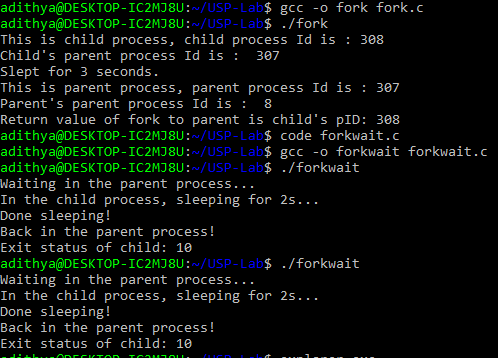 adithya@DESKTOP-IC2MJ8U:~/USP-Lab$ gcc -o fork fork.c
adithya@DESKTOP-IC2MJ8U:~/USP-Lab$ ./fork
This is child process, child process Id is : 308
Child's parent process Id is :  307
Slept for 3 seconds.
This is parent process, parent process Id is : 307
Parent's parent process Id is :  8
Return value of fork to parent is child's pID: 308
adithya@DESKTOP-IC2MJ8U:~/USP-Lab$ code forkwait.c
adithya@DESKTOP-IC2MJ8U:~/USP-Lab$ gcc -o forkwait forkwait.c
adithya@DESKTOP-IC2MJ8U:~/USP-Lab$ ./forkwait
Waiting in the parent process...
In the child process, sleeping for 2s...
Done sleeping!
Back in the parent process!
Exit status of child: 10
adithya@DESKTOP-IC2MJ8U:~/USP-Lab$ ./forkwait
Waiting in the parent process...
In the child process, sleeping for 2s...
Done sleeping!
Back in the parent process!
Exit status of child: 10